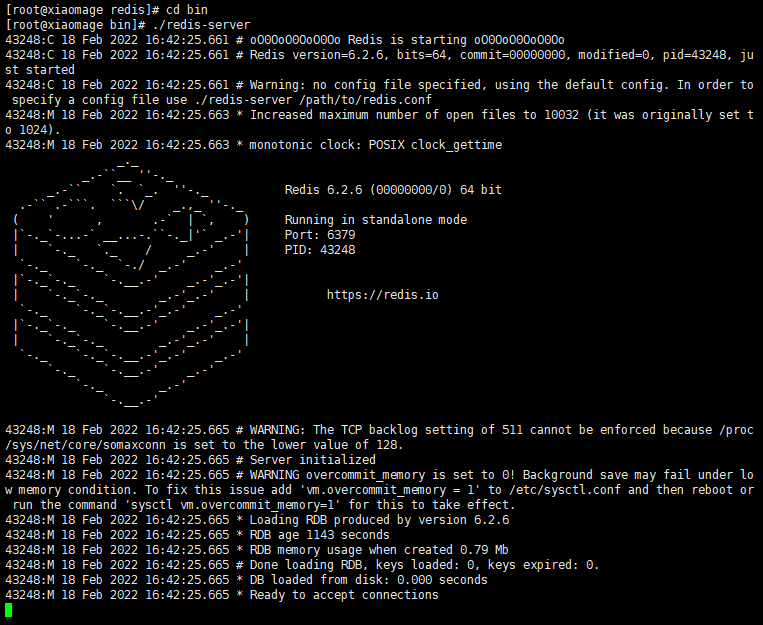 [root@xiaomage redis]# cd bin
[root@xiaomage bin]# ./redis-server
43248:C 18 Feb 2022 16:42:25.661 # oO0OoO0OoO0Oo Redis is starting oO0OoO0OoO0Oo
43248:C 18 Feb 2022 16:42:25.661 # Redis version=6.2.6, bits=64, commit=00000000, modified=0, pid=43248, ju
st started
43248:C 18 Feb 2022 16:42:25.661 # Warning: no config file specified, using the default config. In order to
 specify a config file use ./redis-server /path/to/redis.conf
43248:M 18 Feb 2022 16:42:25.663 * Increased maximum number of open files to 10032 (it was originally set t
o 1024).
43248:M 18 Feb 2022 16:42:25.663 * monotonic clock: POSIX clock_gettime
Redis 6.2.6 (00000000/0) 64 bit
Running in standalone mode
Port: 6379
PID: 43248
https://redis.io
43248:M 18 Feb 2022 16:42:25.665 # WARNING: The TCP backlog setting of 511 cannot be enforced because /proc
/sys/net/core/somaxconn is set to the lower value of 128.
43248:M 18 Feb 2022 16:42:25.665 # Server initialized
43248:M 18 Feb 2022 16:42:25.665 # WARNING overcommit_memory is set to 0! Background save may fail under lo
w memory condition. To fix this issue add 'vm.overcommit_memory = 1' to /etc/sysctl.conf and then reboot or
 run the command 'sysctl vm.overcommit_memory=1' for this to take effect.
43248:M 18 Feb 2022 16:42:25.665 * Loading RDB produced by version 6.2.6
43248:M 18 Feb 2022 16:42:25.665 * RDB age 1143 seconds
43248:M 18 Feb 2022 16:42:25.665 * RDB memory usage when created 0.79 Mb
43248:M 18 Feb 2022 16:42:25.665 # Done loading RDB, keys loaded: 0, keys expired: 0.
43248:M 18 Feb 2022 16:42:25.665 * DB loaded from disk: 0.000 seconds
43248:M 18 Feb 2022 16:42:25.665 * Ready to accept connections